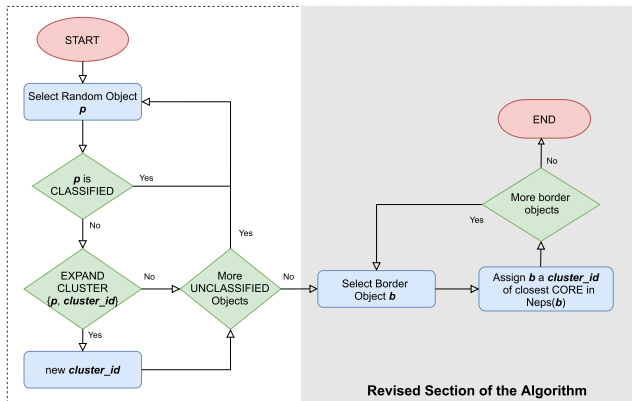 START
Select Random Object
p
p is
CLASSIFIED
Yes
No
EXPAND
CLUSTER
{p, cluster_id}
No
Yes
new cluster_id
Yes
More
UNCLASSIFIED
Objects
No
Select Border
Object b
Assign b a cluster_id
of closest CORE in
Neps(b)
More border
objects
Yes
No
END
Revised Section of the Algorithm